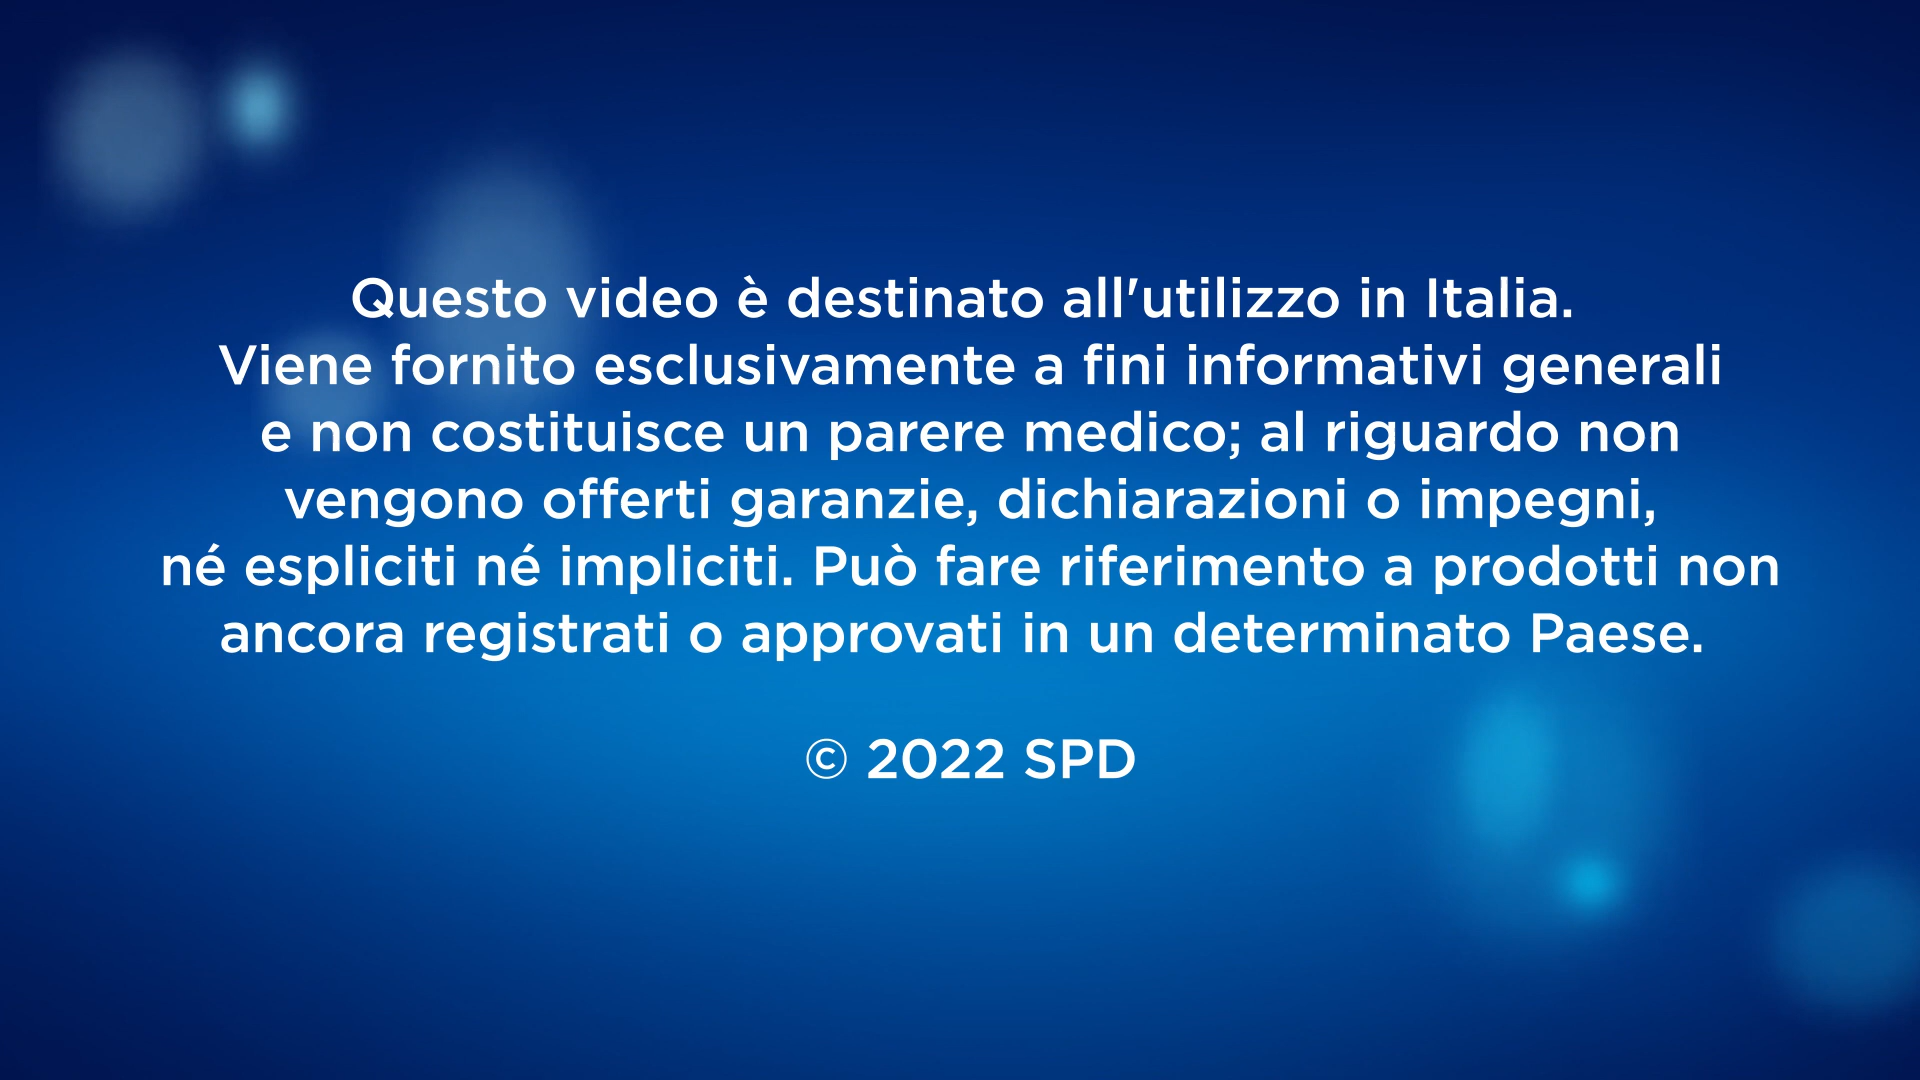 Questo video è destinato all'utilizzo in Italia.
Viene fornito esclusivamente a fini informativi generali
e non costituisce un parere medico; al riguardo non
vengono offerti garanzie, dichiarazioni o impegni,
né espliciti né impliciti. Può fare riferimento a prodotti non
ancora registrati o approvati in un determinato Paese.
© 2022 SPD